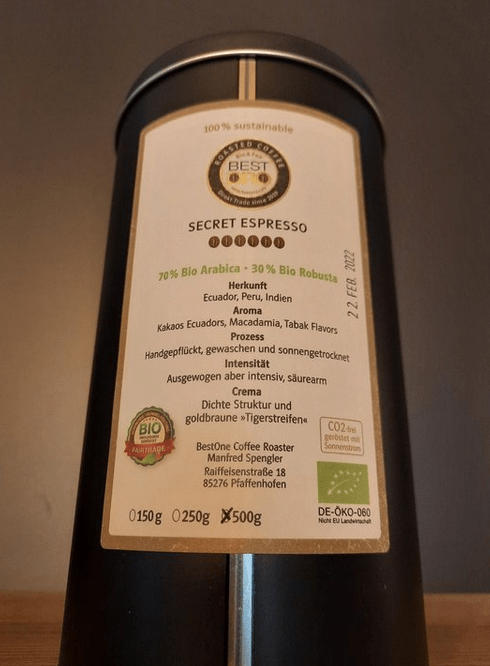 100% sustainable
ROASTED COFFEE
Bio & Fair
BEST
Direkt Trade since 2009
SECRET ESPRESSO
70% Bio Arabica · 30% Bio Robusta
22. FEB. 2022
Herkunft
Ecuador, Peru, Indien
Aroma
Kakaos Ecuadors, Macadamia, Tabak Flavors
Prozess
Handgepflückt, gewaschen und sonnengetrocknet
Intensität
Ausgewogen aber intensiv, säurearm
Crema
Dichte Struktur und
goldbraune »Tigerstreifen«
BIO
FAIRTRADE
BestOne Coffee Roaster
Manfred Spengler
Raiffeisenstraße 18
85276 Pfaffenhofen
CO2-frei
geröstet mit
Sonnenstrom
DE-ÖKO-060
Nicht EU Landwirtschaft
150g 250g 500g